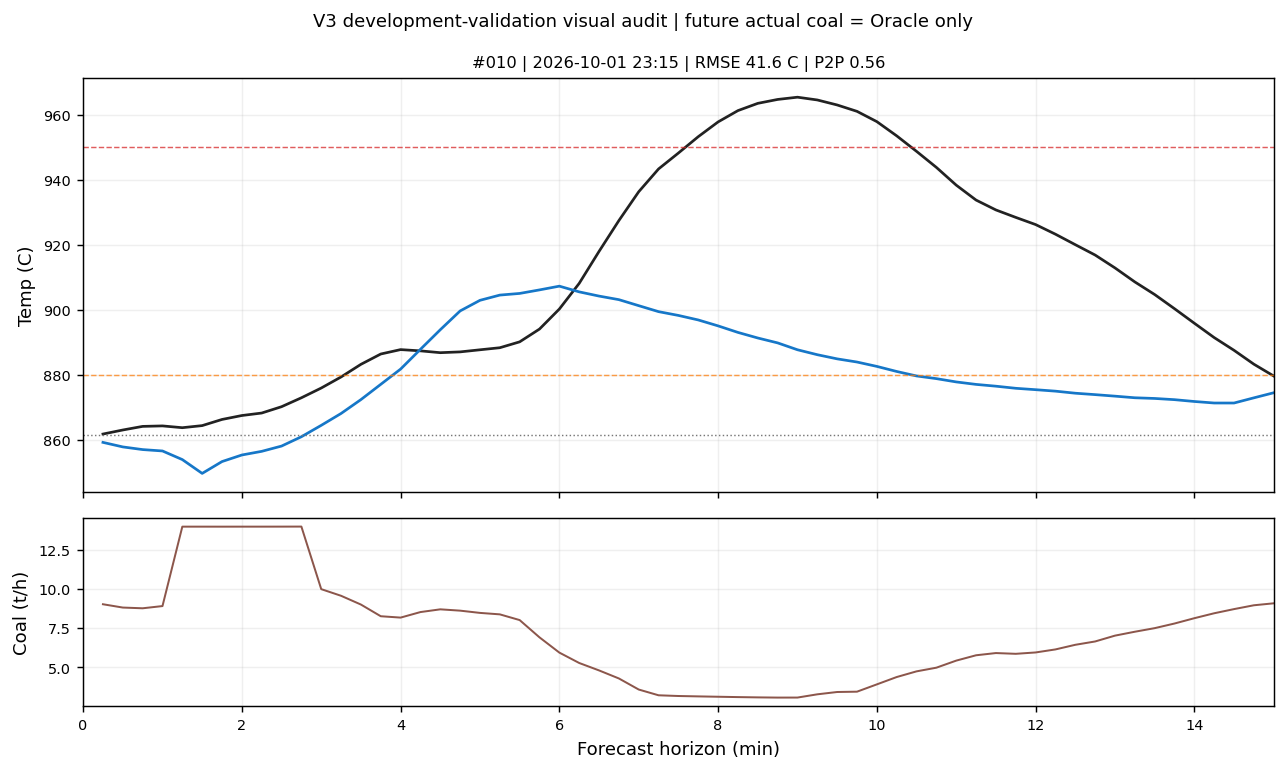 V3 development-validation visual audit | future actual coal = Oracle only
#010 | 2026-10-01 23:15 | RMSE 41.6 C | P2P 0.56
Temp (C)
960
940
920
900
880
860
Coal (t/h)
12.5
10.0
7.5
5.0
0 2 4 6 8 10 12 14
Forecast horizon (min)